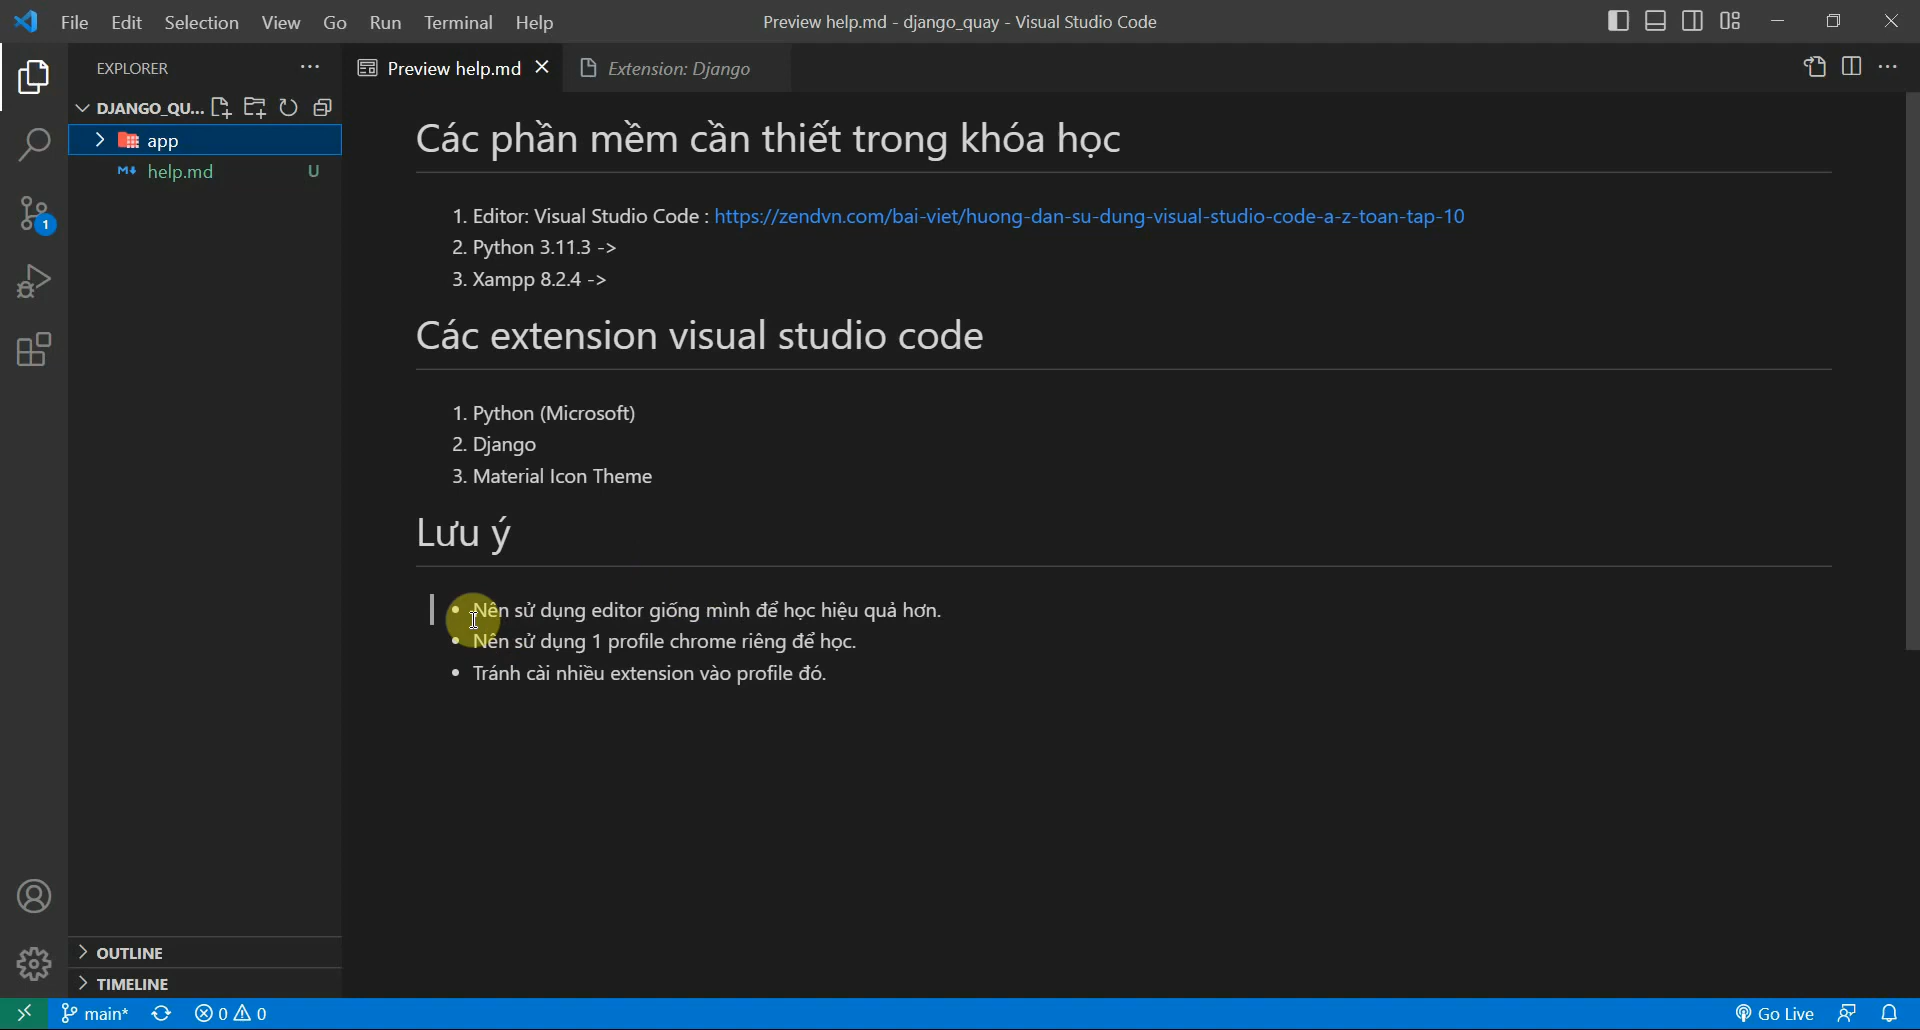 File Edit Selection View Go Run Terminal Help
Preview help.md - django_quay - Visual Studio Code
EXPLORER
Preview help.md
Extension: Django
DJANGO_QU...
app
help.md U
1
Các phần mềm cần thiết trong khóa học
1. Editor: Visual Studio Code : https://zendvn.com/bai-viet/huong-dan-su-dung-visual-studio-code-a-z-toan-tap-10
2. Python 3.11.3 ->
3. Xampp 8.2.4 ->
Các extension visual studio code
1. Python (Microsoft)
2. Django
3. Material Icon Theme
Lưu ý
• Nên sử dụng editor giống mình để học hiệu quả hơn.
• Nên sử dụng 1 profile chrome riêng để học.
• Tránh cài nhiều extension vào profile đó.
OUTLINE
TIMELINE
main* 0 0 Go Live